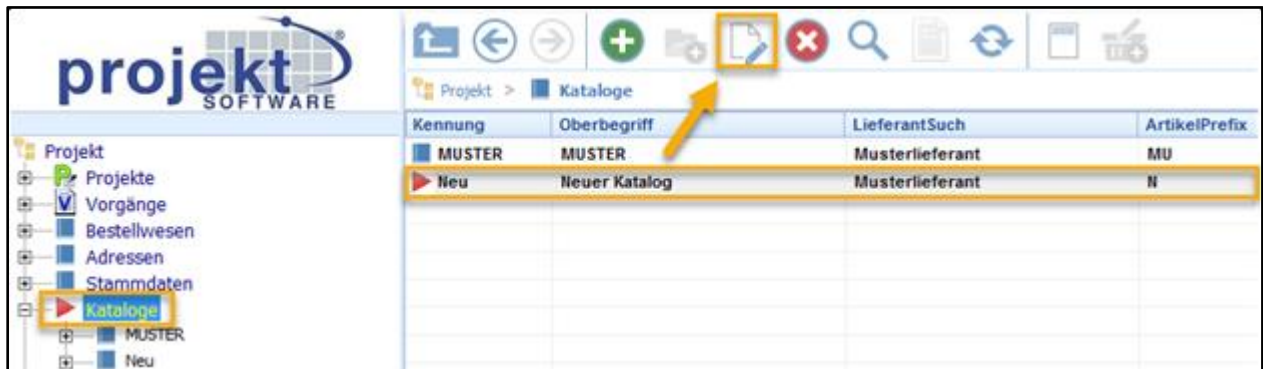 projekt®
SOFTWARE
Projekt
Projekte
Vorgänge
Bestellwesen
Adressen
Stammdaten
Kataloge
MUSTER
Neu
Projekt > Kataloge
Kennung Oberbegriff LieferantSuch ArtikelPrefix
MUSTER MUSTER Musterlieferant MU
Neu Neuer Katalog Musterlieferant N